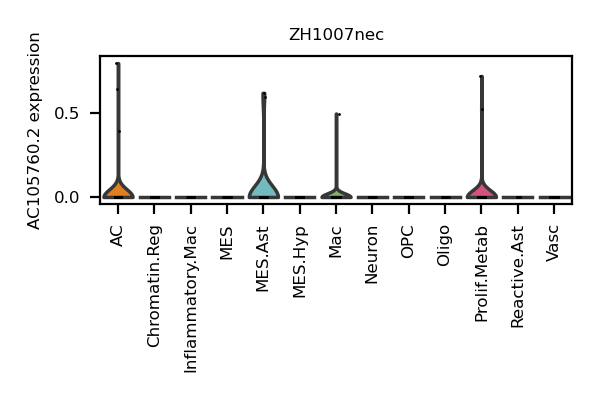 ZH1007nec
AC105760.2 expression
0.5
0.0
AC
Chromatin.Reg
Inflammatory.Mac
MES
MES.Ast
MES.Hyp
Mac
Neuron
OPC
Oligo
Prolif.Metab
Reactive.Ast
Vasc